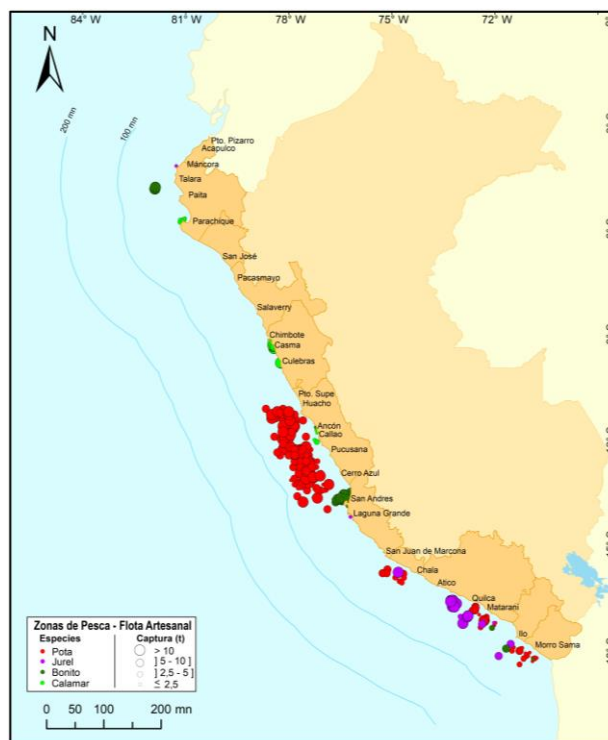 84° W
81°W
78°W
75°W
72°W
N
200 mn
100 mn
Pto. Pizarro
Acapulco
Máncora
Talara
Paita
Parachique
San José
Pacasmayo
Salaverry
Chimbote
Casma
Culebras
Pto. Supe
Huacho
Ancón
Callao
Pucusana
Cerro Azul
San Andres
Laguna Grande
San Juan de Marcona
Chala
Atico
Quilca
Matarani
Ilo
Morro Sama
Zonas de Pesca - Flota Artesanal
Especies Captura (t)
Pota > 10
Jurel ] 5 - 10 ]
Bonito ] 2,5 - 5 ]
Calamar ≤ 2,5
0 50 100 200 mn